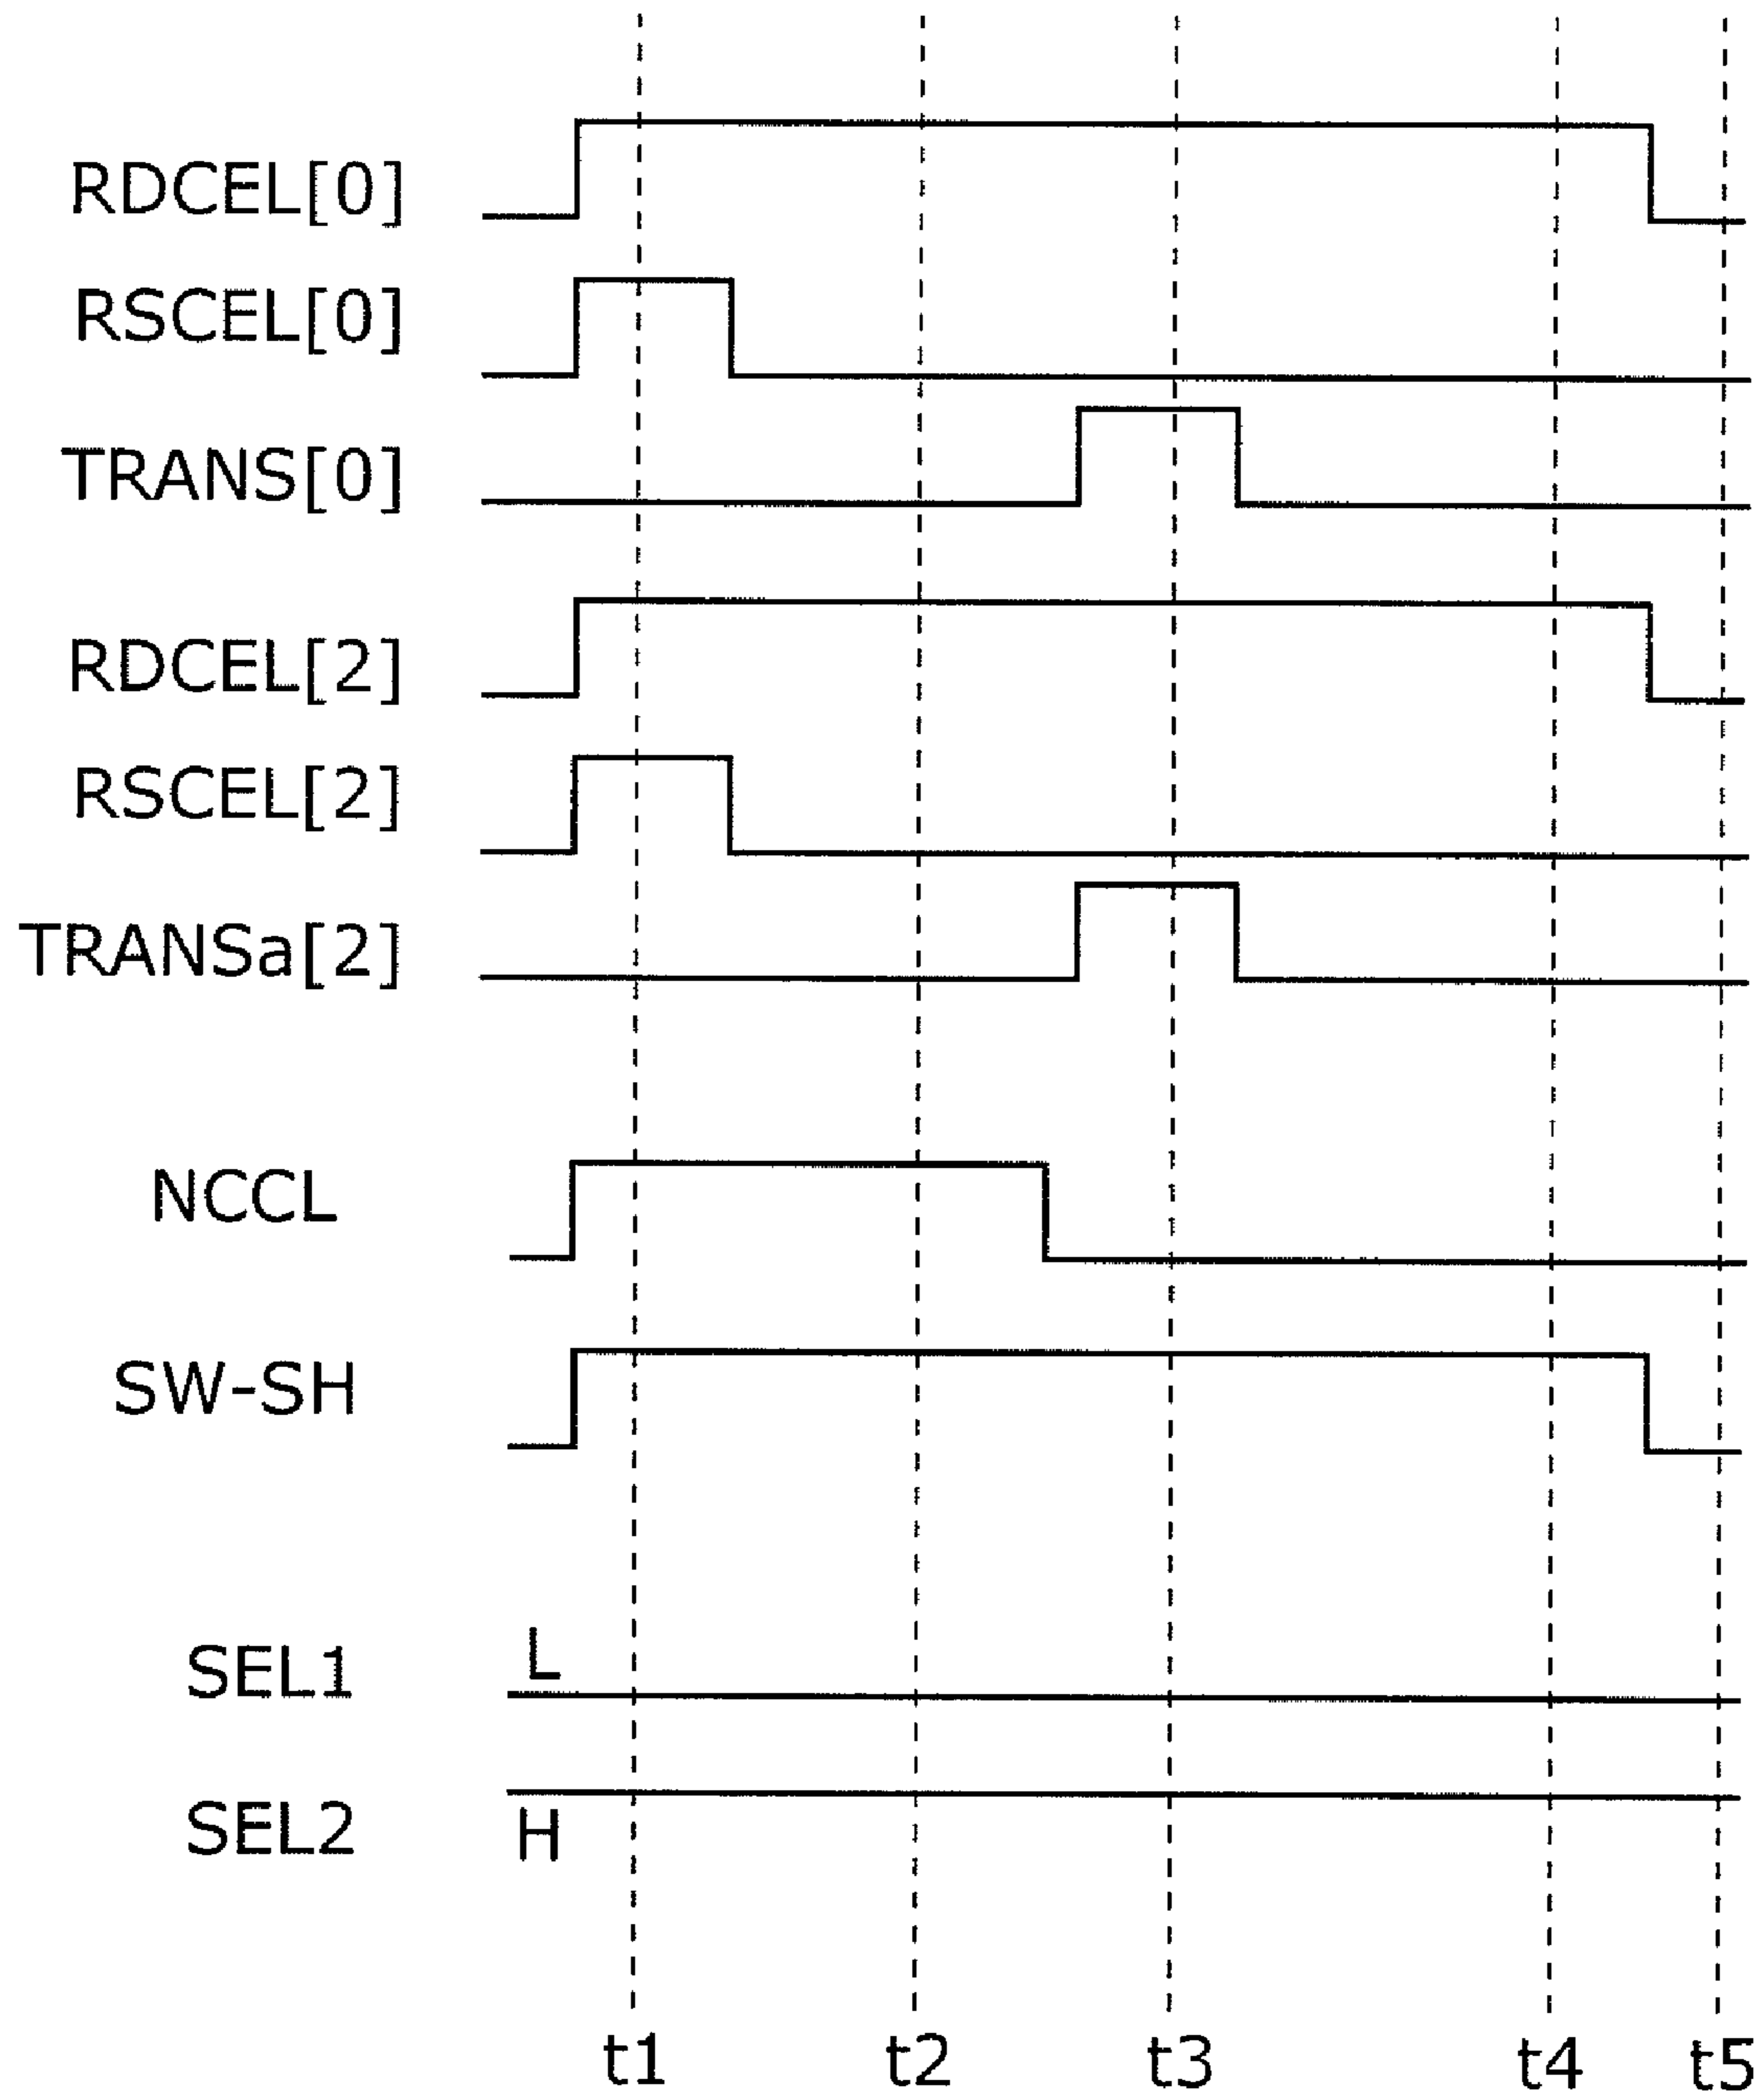 RDCEL[0]
RSCEL[0]
TRANS[0]
RDCEL[2]
RSCEL[2]
TRANSa[2]
NCCL
SW-SH
SEL1 L
SEL2 H
t1 t2 t3 t4 t5